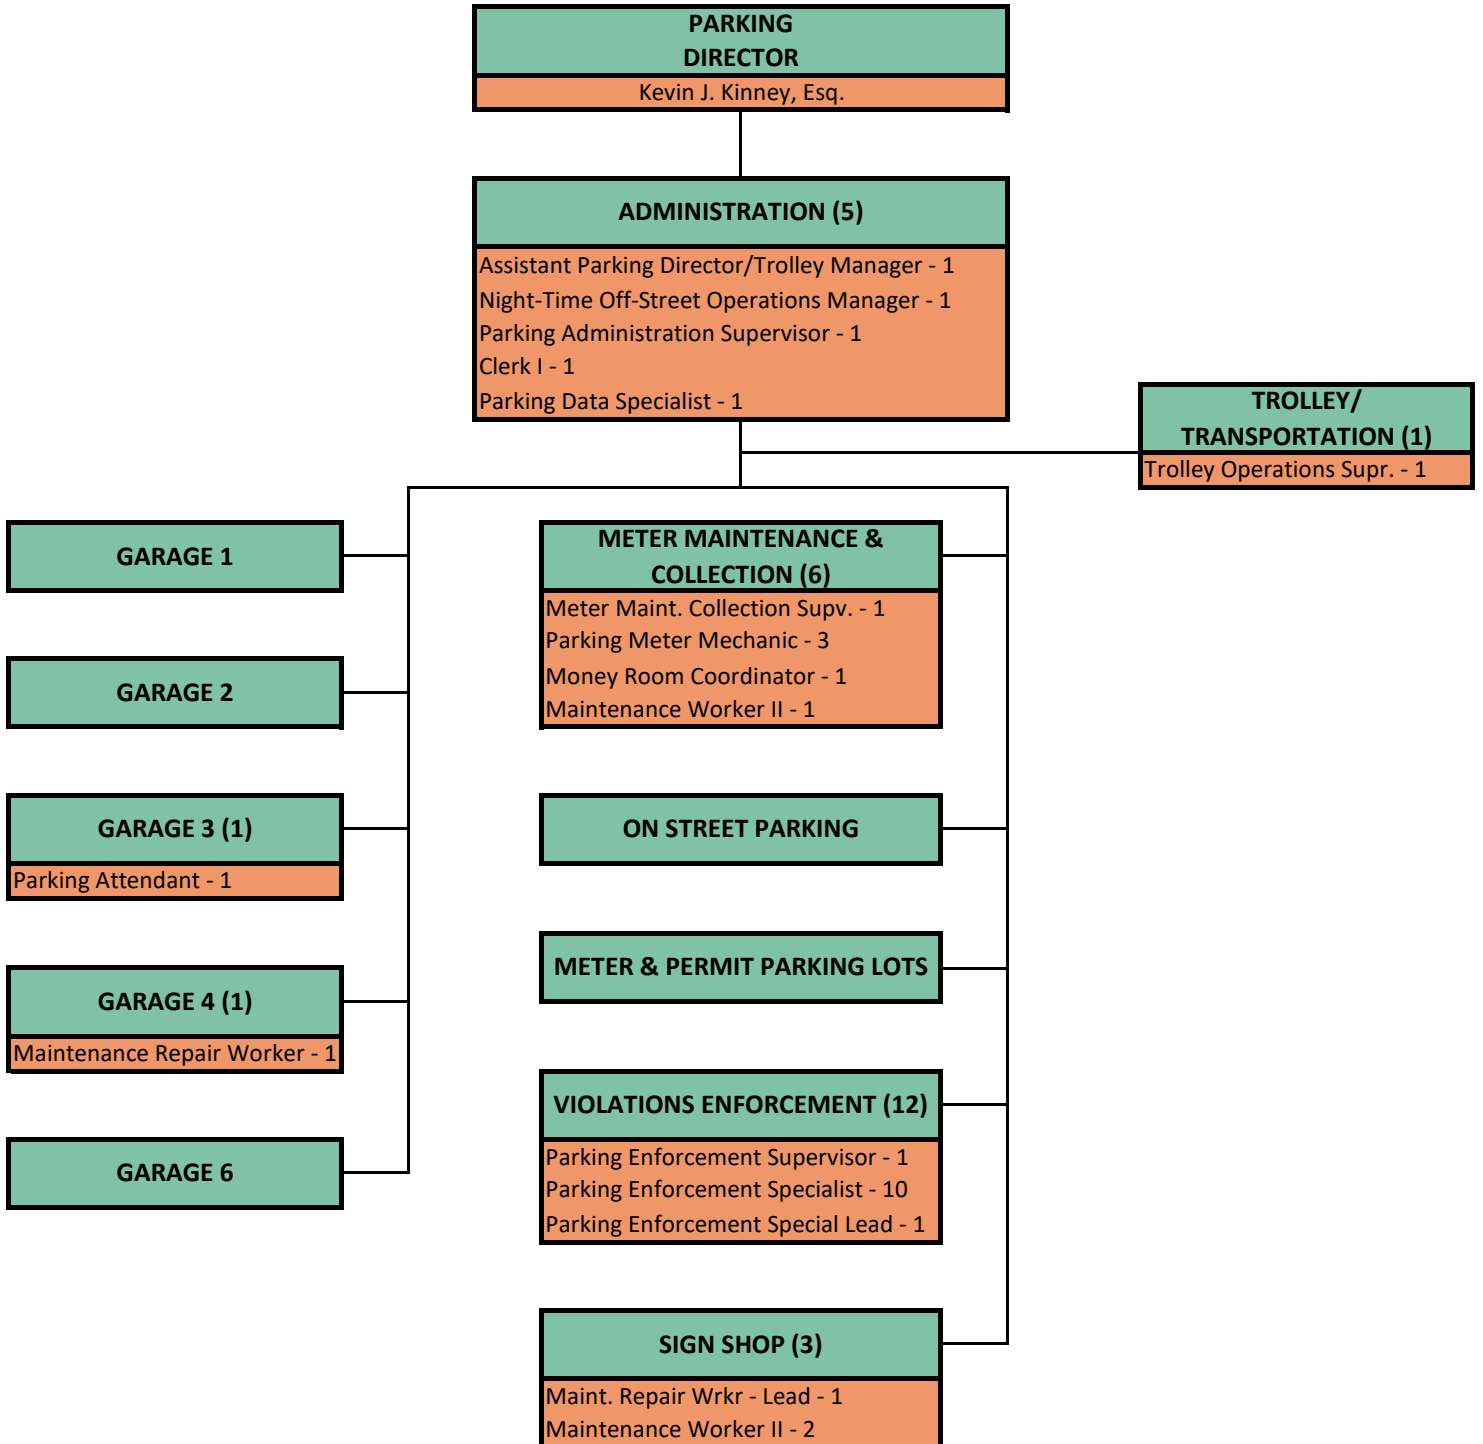 PARKING
DIRECTOR
Kevin J. Kinney, Esq.
ADMINISTRATION (5)
Assistant Parking Director/Trolley Manager - 1
Night-Time Off-Street Operations Manager - 1
Parking Administration Supervisor - 1
Clerk I - 1
Parking Data Specialist - 1
TROLLEY/
TRANSPORTATION (1)
Trolley Operations Supr. - 1
GARAGE 1
GARAGE 2
GARAGE 3 (1)
Parking Attendant - 1
GARAGE 4 (1)
Maintenance Repair Worker - 1
GARAGE 6
METER MAINTENANCE &
COLLECTION (6)
Meter Maint. Collection Supv. - 1
Parking Meter Mechanic - 3
Money Room Coordinator - 1
Maintenance Worker II - 1
ON STREET PARKING
METER & PERMIT PARKING LOTS
VIOLATIONS ENFORCEMENT (12)
Parking Enforcement Supervisor - 1
Parking Enforcement Specialist - 10
Parking Enforcement Special Lead - 1
SIGN SHOP (3)
Maint. Repair Wrkr - Lead - 1
Maintenance Worker II - 2